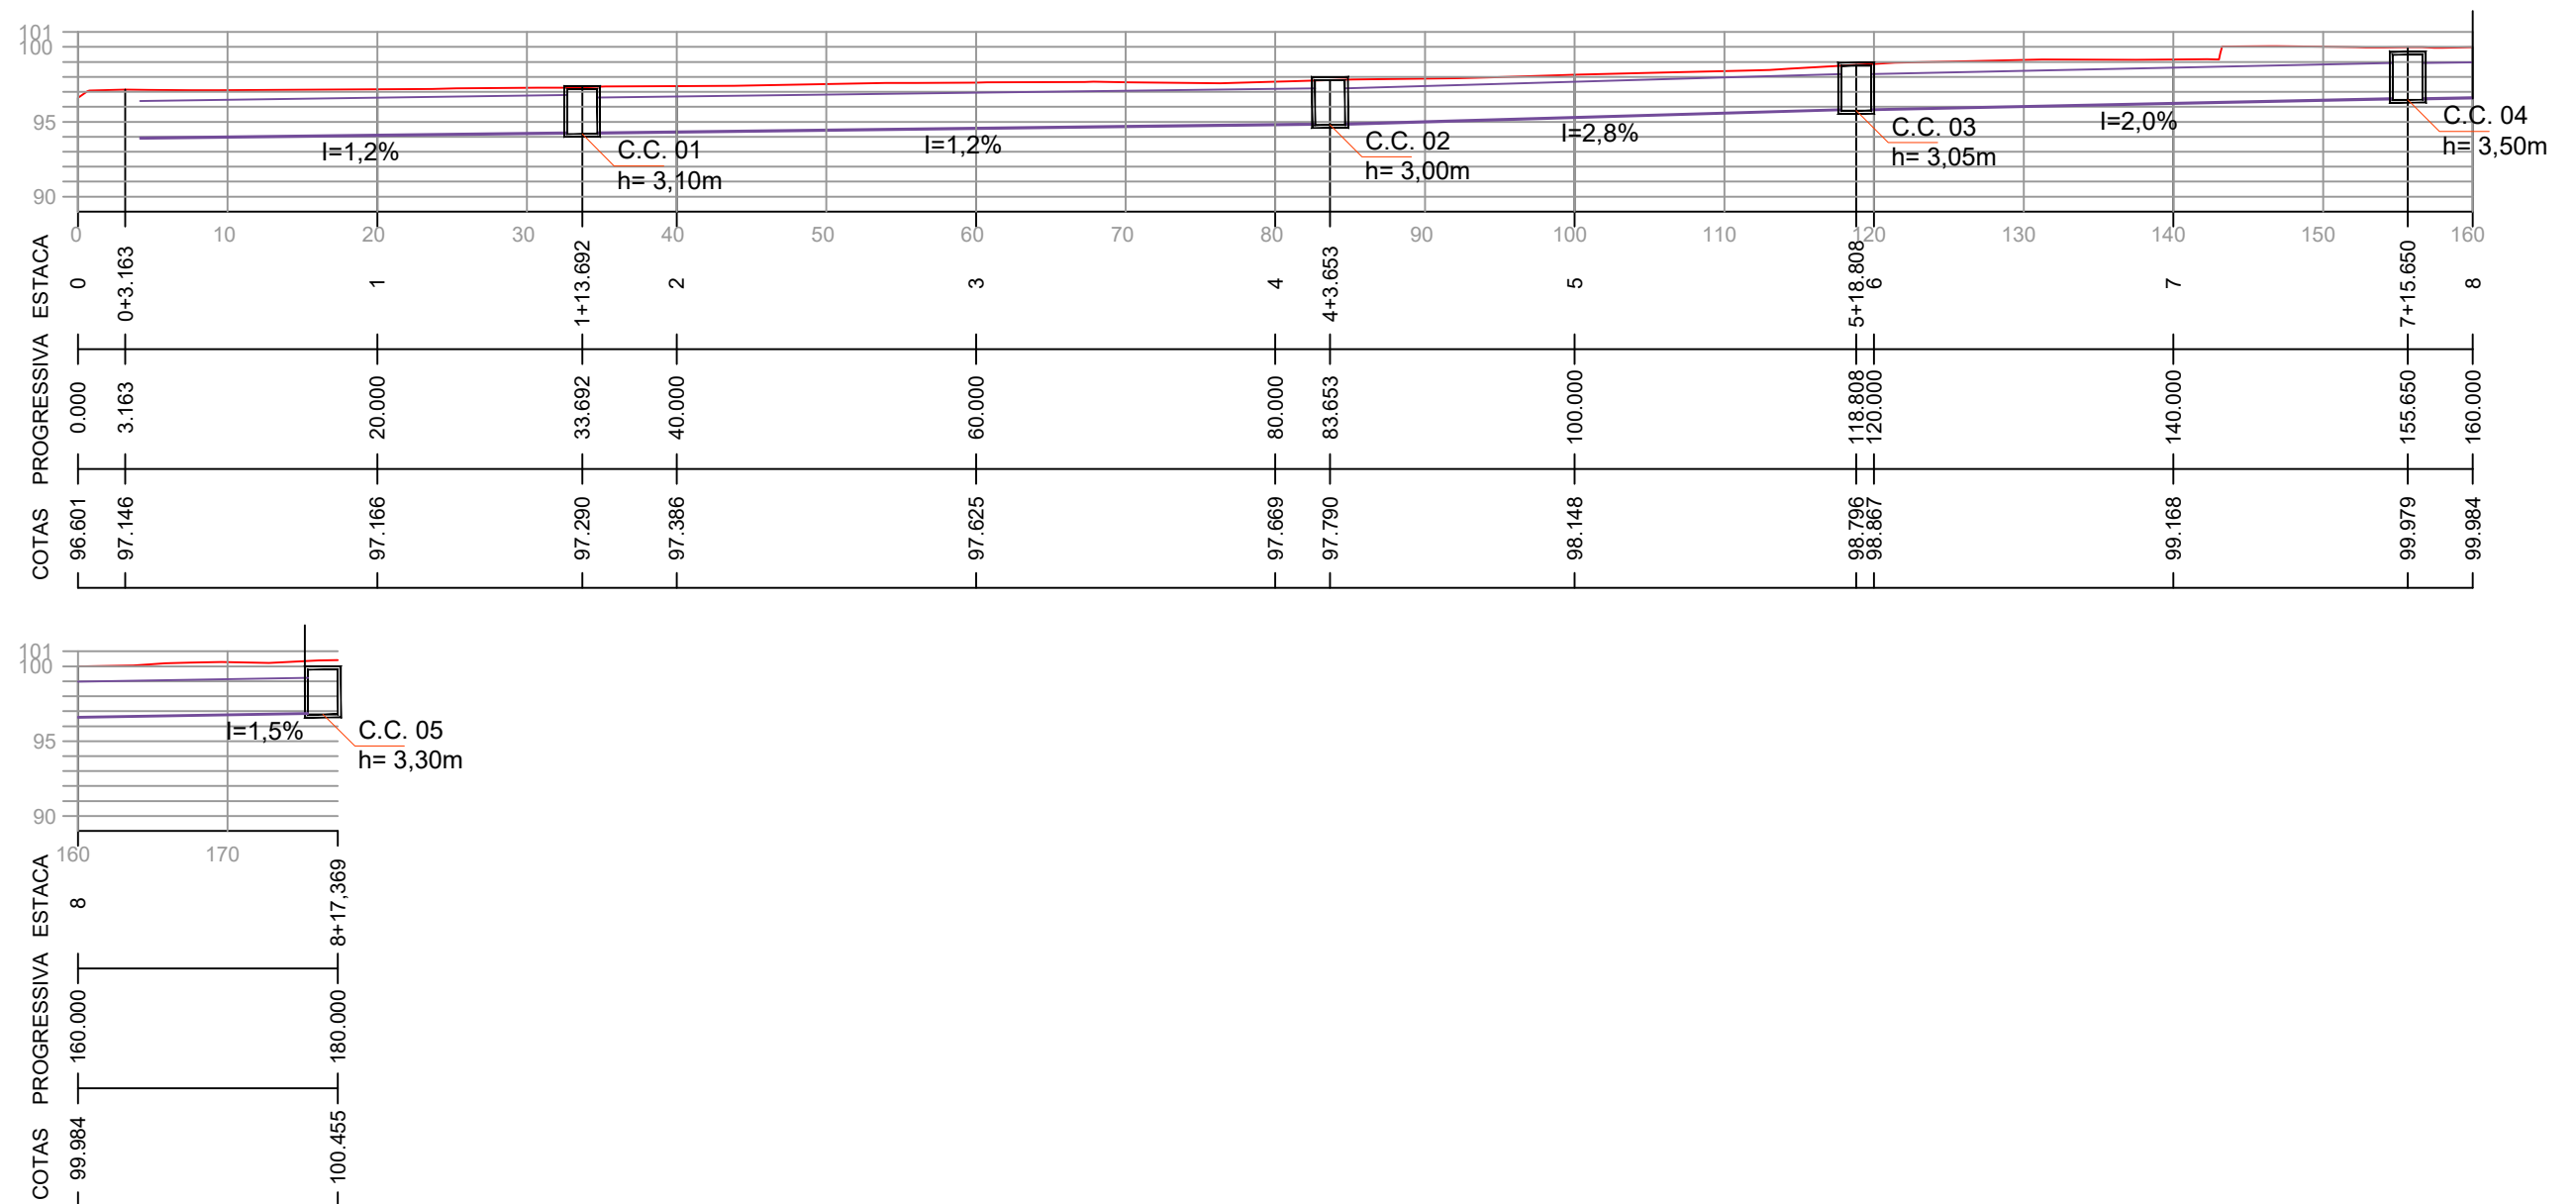 101
100
95
90
I=1,2%
C.C. 01
h= 3,10m
I=1,2%
C.C. 02
h= 3,00m
I=2,8%
C.C. 03
h= 3,05m
I=2,0%
C.C. 04
h= 3,50m
0 10 20 30 40 50 60 70 80 90 100 110 120 130 140 150 160
ESTACA 0 0+3.163 1 1+13.692 2 3 4 4+3.653 5 5+18.808 6 7 7+15.650 8
PROGRESSIVA 0.000 3.163 20.000 33.692 40.000 60.000 80.000 83.653 100.000 118.808 120.000 140.000 155.650 160.000
COTAS 96.601 97.146 97.166 97.290 97.386 97.625 97.669 97.790 98.148 98.796 98.867 99.168 99.979 99.984
101
100
95
90
I=1,5%
C.C. 05
h= 3,30m
160 170
ESTACA 8 8+17,369
PROGRESSIVA 160.000 180.000
COTAS 99.984 100.455